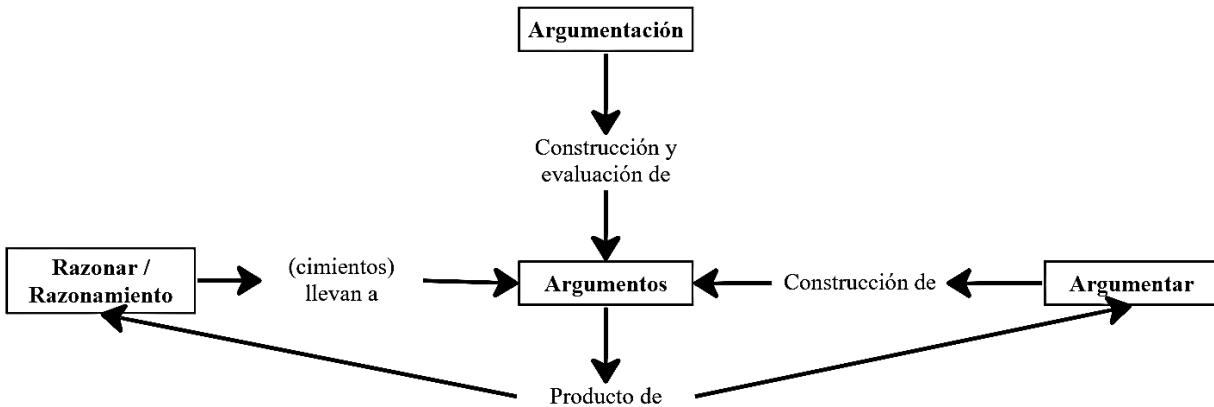 Argumentación
Construcción y
evaluación de
Razonar /
Razonamiento
(cimientos)
llevan a
Argumentos
Construcción de
Argumentar
Producto de